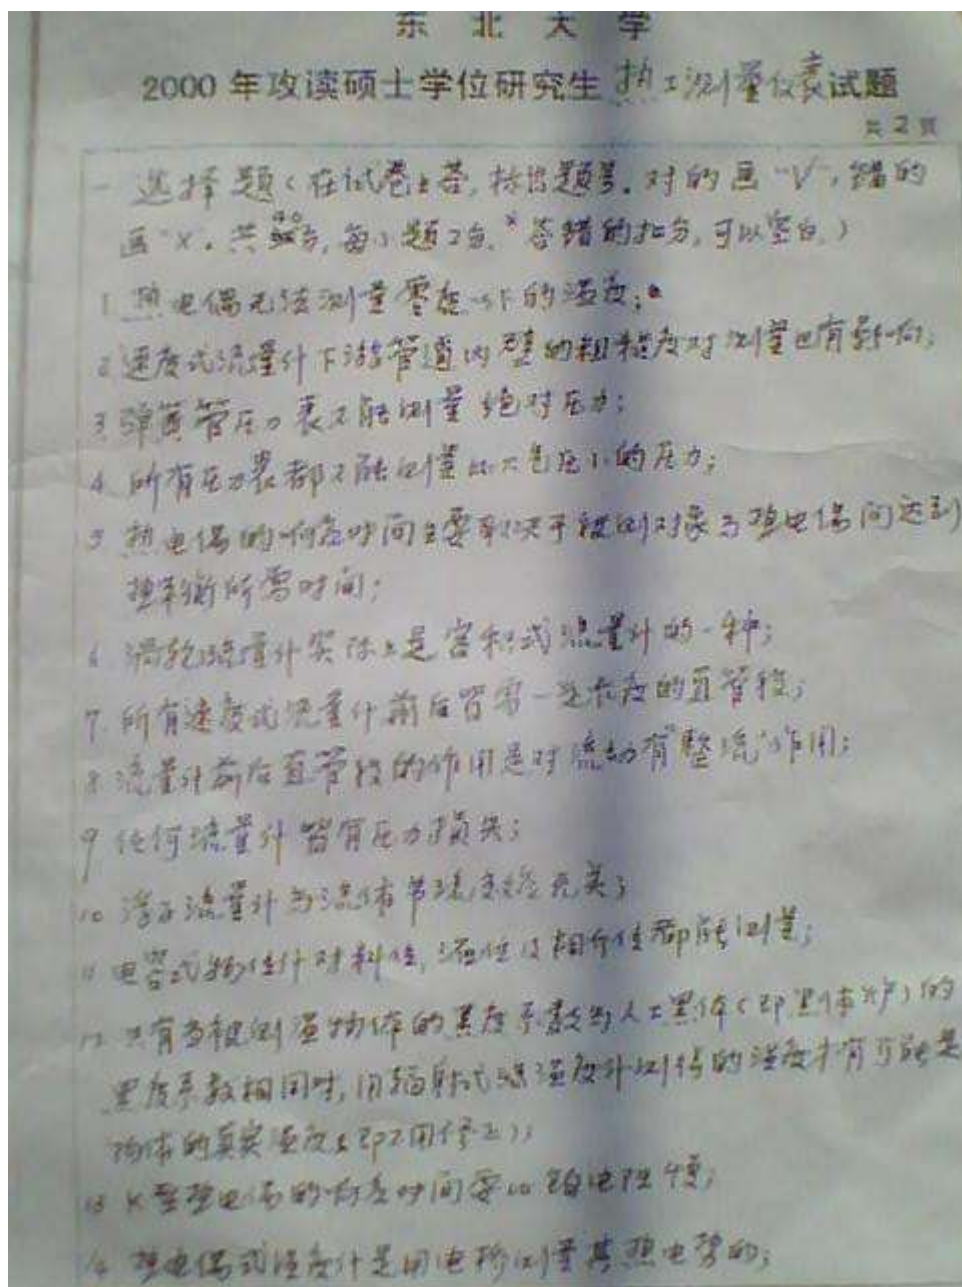 东北大学
2000年攻读硕士学位研究生热工测量仪表试题
共2页
一 选择题(在试卷上答,标出题号.对的画"√",错的
画"×".共分,每小题2分,*答错的扣分,可以空白.)
1 热电偶无法测量零度以下的温度;
2 速度式流量计下游管道内壁的粗糙度对测量也有影响;
3 弹簧管压力表不能测量绝对压力;
4 所有压力表都不能测量比大气压小的压力;
5 热电偶的响应时间主要取决于被测对象与热电偶间达到
热平衡所需时间;
6 涡轮流量计实际上是容积式流量计的一种;
7 所有速度式流量计前后皆需一定长度的直管段;
8 流量计前后直管段的作用是对流动有"整流"作用;
9 任何流量计皆有压力损失;
10 浮子流量计与流体节流变送无关;
11 电容式物位计对料位,液位及相界位都能测量;
12 只有当被测温物体的黑度系数与人工黑体(即黑体炉)的
黑度系数相同时,用辐射式温度计测得的温度才有可能是
物体的真实温度(即不用修正);
13 K型热电偶的响应时间要比铂电阻慢;
14 热电偶式温度计是用电桥测量其热电势的;